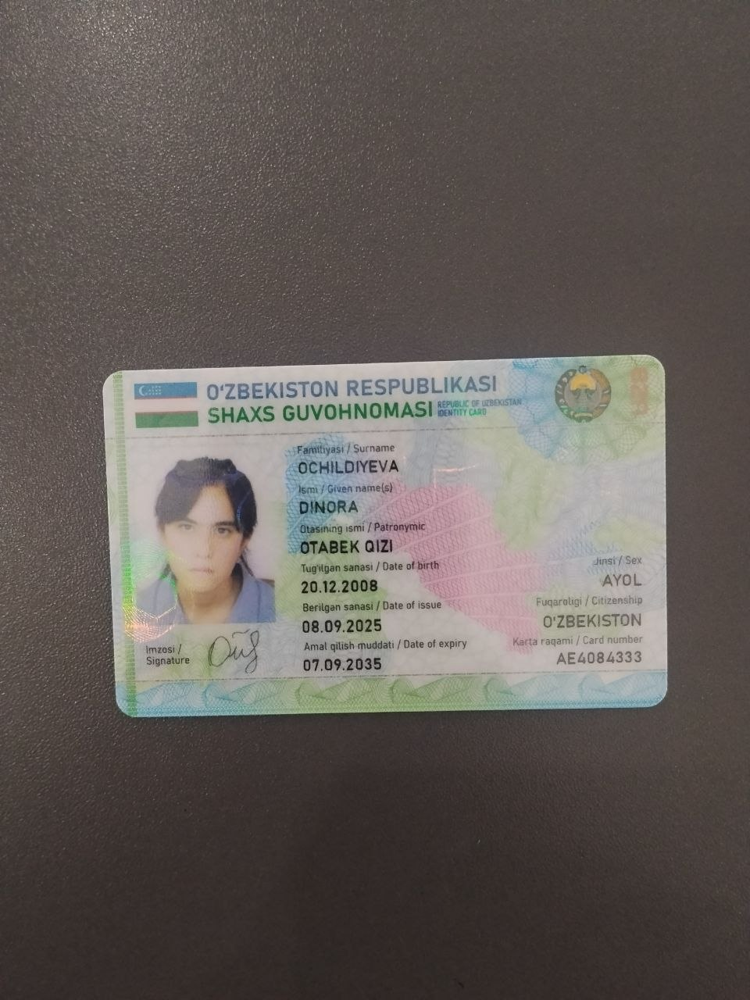 O‘ZBEKISTON RESPUBLIKASI
SHAXS GUVOHNOMASI
REPUBLIC OF UZBEKISTAN
IDENTITY CARD
Familiyasi / Surname
OCHILDIYEVA
Ismi / Given name(s)
DINORA
Otasining ismi / Patronymic
OTABEK QIZI
Tug‘ilgan sanasi / Date of birth
20.12.2008
Berilgan sanasi / Date of issue
08.09.2025
Amal qilish muddati / Date of expiry
07.09.2035
Jinsi / Sex
AYOL
Fuqaroligi / Citizenship
O‘ZBEKISTON
Karta raqami / Card number
AE4084333
Imzosi /
Signature